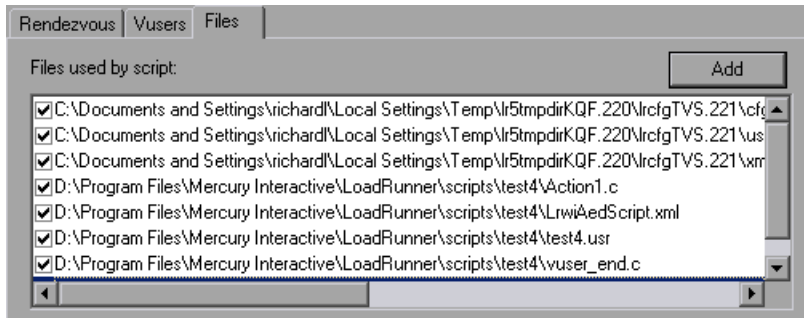 Rendezvous Vusers Files
Files used by script: Add
C:\Documents and Settings\richardl\Local Settings\Temp\lr5tmpdirKQF.220\lrcfgTVS.221\cfg
C:\Documents and Settings\richardl\Local Settings\Temp\lr5tmpdirKQF.220\lrcfgTVS.221\us
C:\Documents and Settings\richardl\Local Settings\Temp\lr5tmpdirKQF.220\lrcfgTVS.221\xm
D:\Program Files\Mercury Interactive\LoadRunner\scripts\test4\Action1.c
D:\Program Files\Mercury Interactive\LoadRunner\scripts\test4\LrwiAedScript.xml
D:\Program Files\Mercury Interactive\LoadRunner\scripts\test4\test4.usr
D:\Program Files\Mercury Interactive\LoadRunner\scripts\test4\vuser_end.c